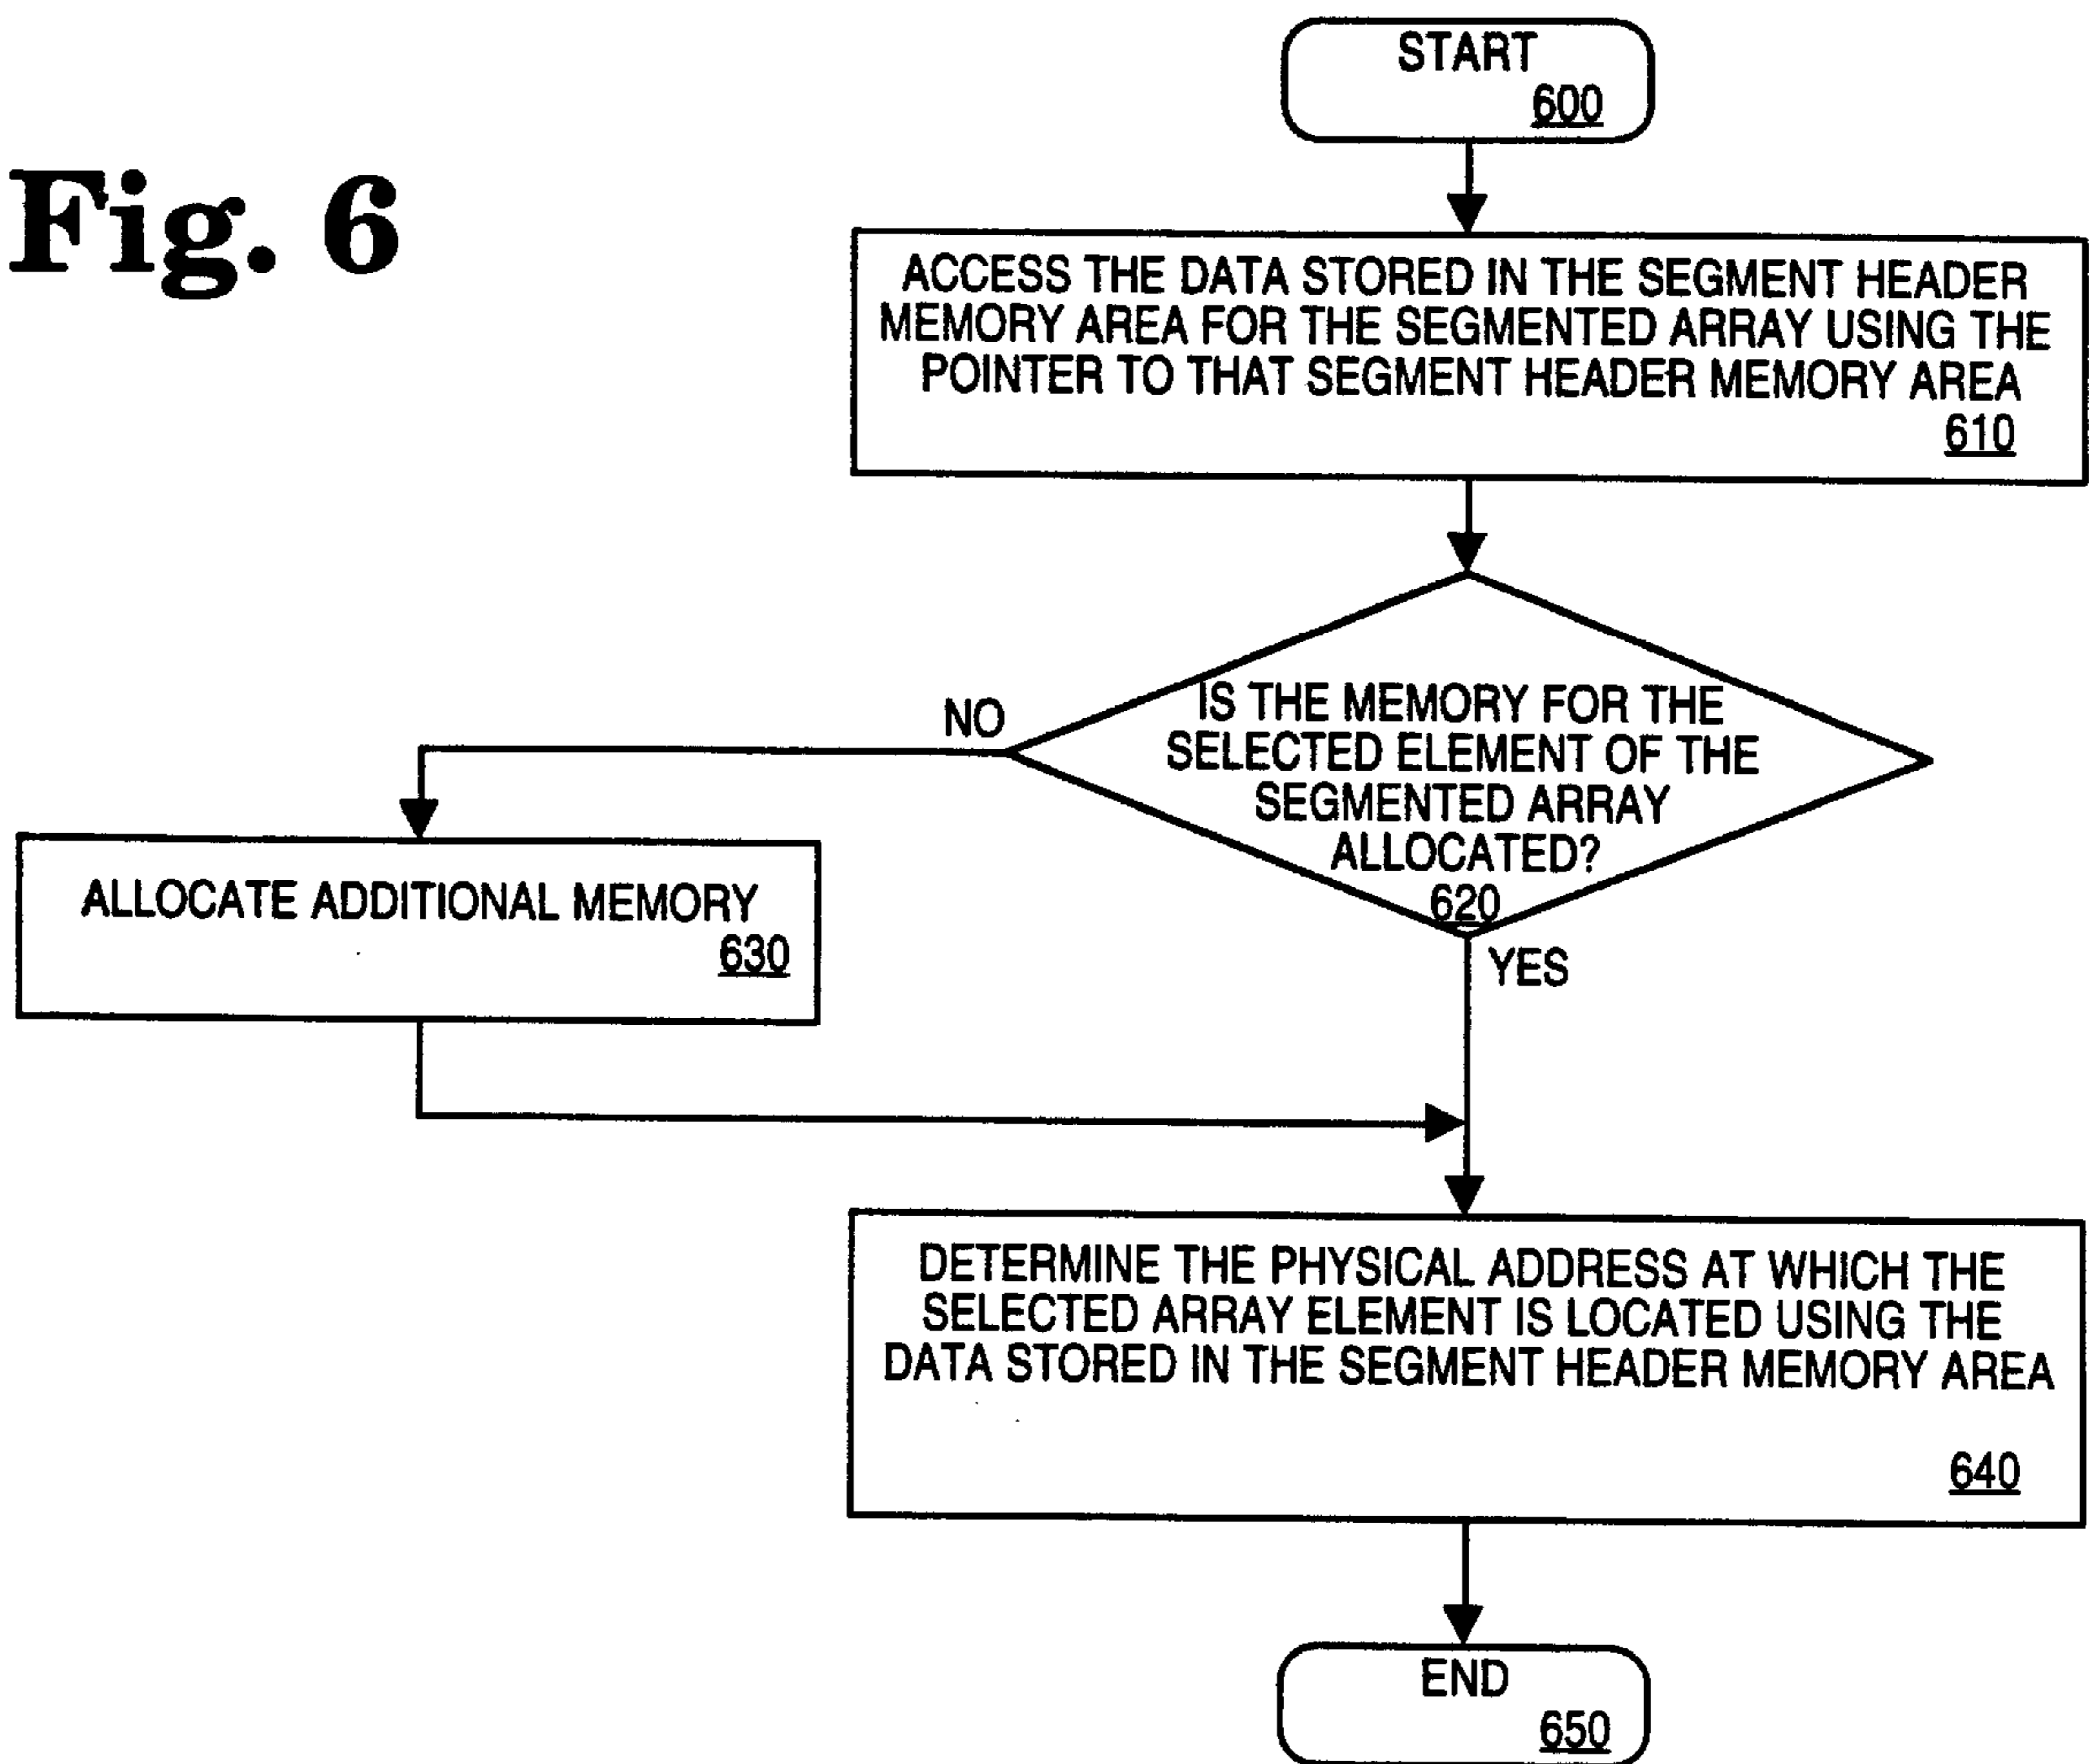 Fig. 6
START
600
ACCESS THE DATA STORED IN THE SEGMENT HEADER
MEMORY AREA FOR THE SEGMENTED ARRAY USING THE
POINTER TO THAT SEGMENT HEADER MEMORY AREA
610
IS THE MEMORY FOR THE
SELECTED ELEMENT OF THE
SEGMENTED ARRAY
ALLOCATED?
620
NO
YES
ALLOCATE ADDITIONAL MEMORY
630
DETERMINE THE PHYSICAL ADDRESS AT WHICH THE
SELECTED ARRAY ELEMENT IS LOCATED USING THE
DATA STORED IN THE SEGMENT HEADER MEMORY AREA
640
END
650